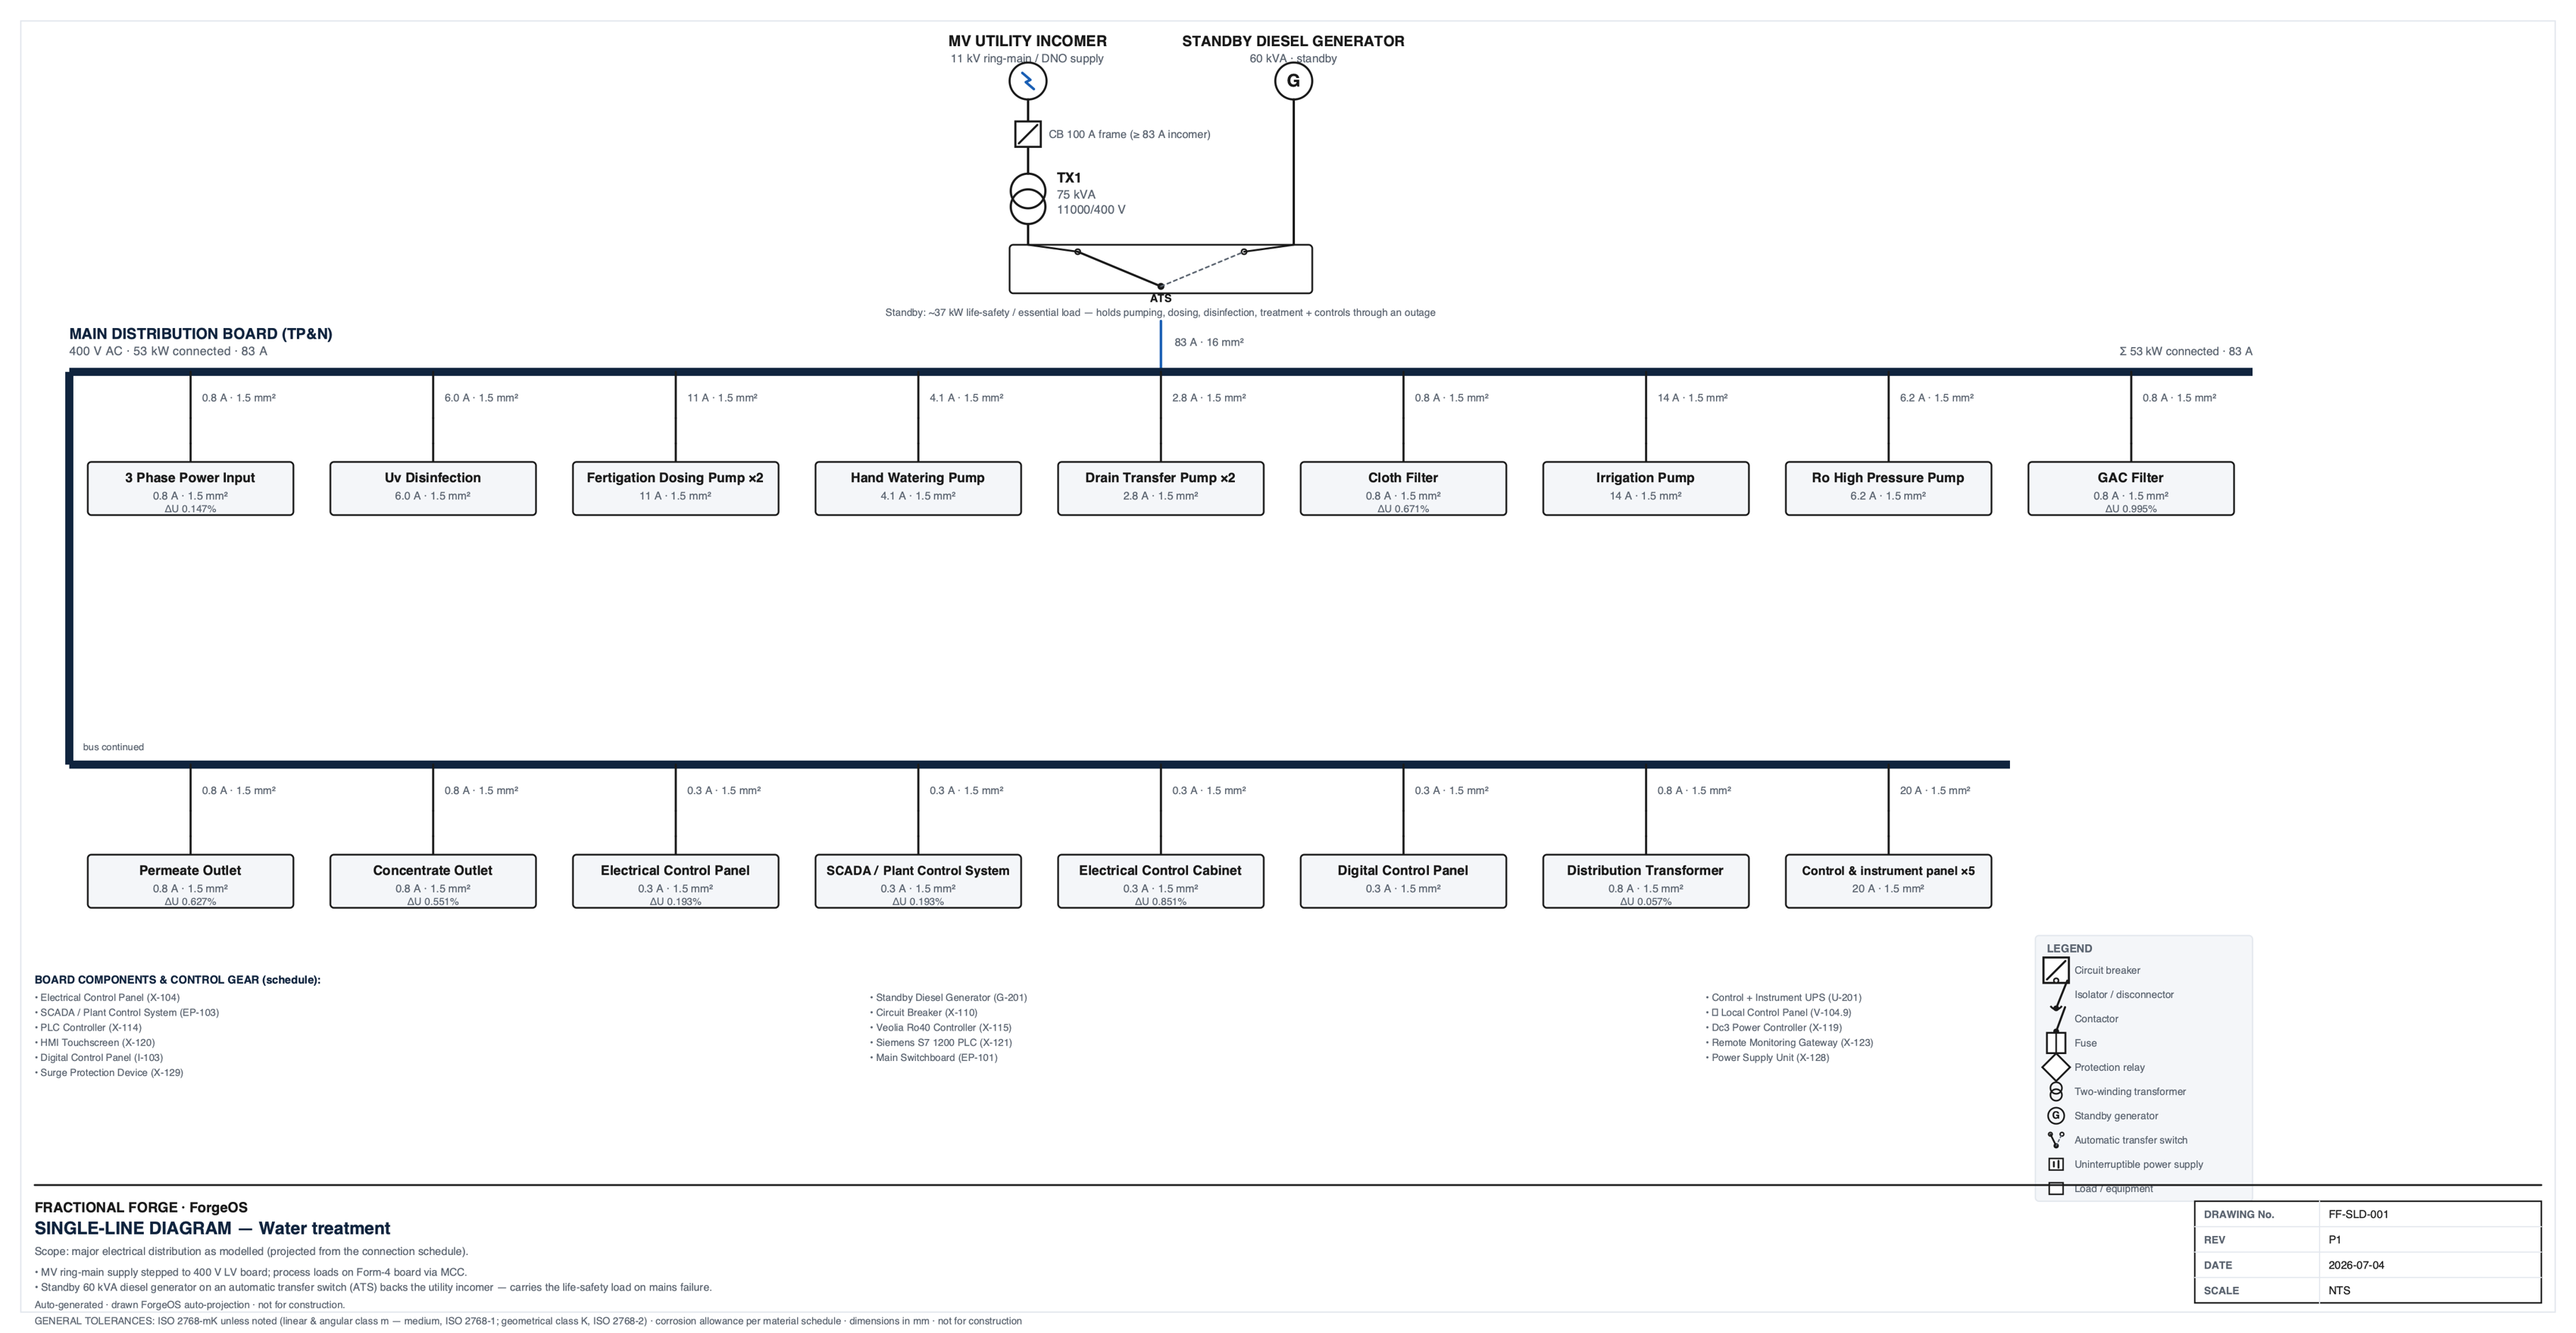 MV UTILITY INCOMER
11 kV ring-main / DNO supply
STANDBY DIESEL GENERATOR
60 kVA · standby
G
CB 100 A frame (≥ 83 A incomer)
TX1
75 kVA
11000/400 V
ATS
Standby: ~37 kW life-safety / essential load — holds pumping, dosing, disinfection, treatment + controls through an outage
MAIN DISTRIBUTION BOARD (TP&N)
400 V AC · 53 kW connected · 83 A
83 A · 16 mm²
Σ 53 kW connected · 83 A
0.8 A · 1.5 mm²
6.0 A · 1.5 mm²
11 A · 1.5 mm²
4.1 A · 1.5 mm²
2.8 A · 1.5 mm²
0.8 A · 1.5 mm²
14 A · 1.5 mm²
6.2 A · 1.5 mm²
0.8 A · 1.5 mm²
3 Phase Power Input
0.8 A · 1.5 mm²
ΔU 0.147%
Uv Disinfection
6.0 A · 1.5 mm²
Fertigation Dosing Pump ×2
11 A · 1.5 mm²
Hand Watering Pump
4.1 A · 1.5 mm²
Drain Transfer Pump ×2
2.8 A · 1.5 mm²
Cloth Filter
0.8 A · 1.5 mm²
ΔU 0.671%
Irrigation Pump
14 A · 1.5 mm²
Ro High Pressure Pump
6.2 A · 1.5 mm²
GAC Filter
0.8 A · 1.5 mm²
ΔU 0.995%
bus continued
0.8 A · 1.5 mm²
0.8 A · 1.5 mm²
0.3 A · 1.5 mm²
0.3 A · 1.5 mm²
0.3 A · 1.5 mm²
0.3 A · 1.5 mm²
0.8 A · 1.5 mm²
20 A · 1.5 mm²
Permeate Outlet
0.8 A · 1.5 mm²
ΔU 0.627%
Concentrate Outlet
0.8 A · 1.5 mm²
ΔU 0.551%
Electrical Control Panel
0.3 A · 1.5 mm²
ΔU 0.193%
SCADA / Plant Control System
0.3 A · 1.5 mm²
ΔU 0.193%
Electrical Control Cabinet
0.3 A · 1.5 mm²
ΔU 0.851%
Digital Control Panel
0.3 A · 1.5 mm²
Distribution Transformer
0.8 A · 1.5 mm²
ΔU 0.057%
Control & instrument panel ×5
20 A · 1.5 mm²
BOARD COMPONENTS & CONTROL GEAR (schedule):
• Electrical Control Panel (X-104)
• SCADA / Plant Control System (EP-103)
• PLC Controller (X-114)
• HMI Touchscreen (X-120)
• Digital Control Panel (I-103)
• Surge Protection Device (X-129)
• Standby Diesel Generator (G-201)
• Circuit Breaker (X-110)
• Veolia Ro40 Controller (X-115)
• Siemens S7 1200 PLC (X-121)
• Main Switchboard (EP-101)
• Control + Instrument UPS (U-201)
• Local Control Panel (V-104.9)
• Dc3 Power Controller (X-119)
• Remote Monitoring Gateway (X-123)
• Power Supply Unit (X-128)
LEGEND
Circuit breaker
Isolator / disconnector
Contactor
Fuse
Protection relay
Two-winding transformer
G Standby generator
Automatic transfer switch
Uninterruptible power supply
Load / equipment
FRACTIONAL FORGE · ForgeOS
SINGLE-LINE DIAGRAM — Water treatment
Scope: major electrical distribution as modelled (projected from the connection schedule).
• MV ring-main supply stepped to 400 V LV board; process loads on Form-4 board via MCC.
• Standby 60 kVA diesel generator on an automatic transfer switch (ATS) backs the utility incomer — carries the life-safety load on mains failure.
Auto-generated · drawn ForgeOS auto-projection · not for construction.
GENERAL TOLERANCES: ISO 2768-mK unless noted (linear & angular class m — medium, ISO 2768-1; geometrical class K, ISO 2768-2) · corrosion allowance per material schedule · dimensions in mm · not for construction
DRAWING No. FF-SLD-001
REV P1
DATE 2026-07-04
SCALE NTS